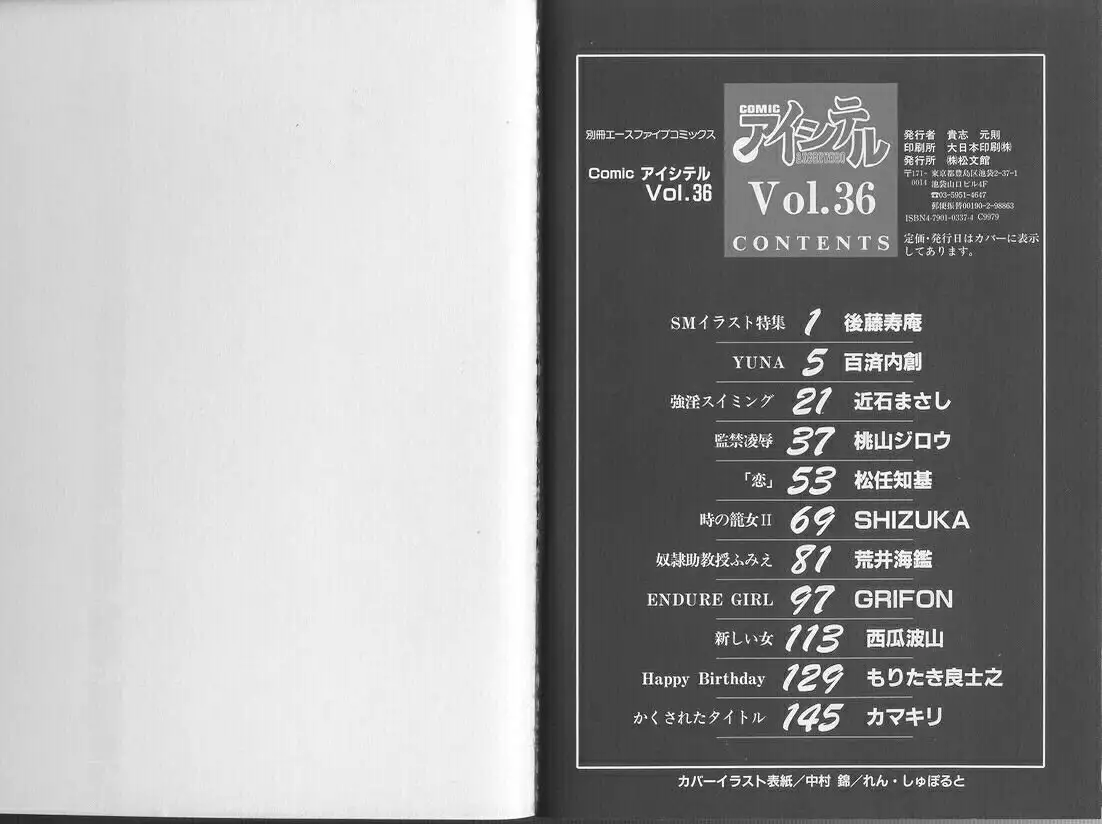 別冊エースファイブコミックス
Comic アイシテル
Vol.36
COMIC
アイシテル
Vol.36
CONTENTS
発行者 貴志 元則
印刷所 大日本印刷㈱
発行所 ㈱松文館
〒171-0014 東京都豊島区池袋2-37-1
池袋山口ビル4F
☎03-5951-4647
郵便振替00190-2-98863
ISBN4-7901-0337-4 C9979
定価・発行日はカバーに表示
してあります。
SMイラスト特集 1 後藤寿庵
YUNA 5 百済内創
強淫スイミング 21 近石まさし
監禁凌辱 37 桃山ジロウ
「恋」 53 松任知基
時の籠女II 69 SHIZUKA
奴隷助教授ふみえ 81 荒井海鑑
ENDURE GIRL 97 GRIFON
新しい女 113 西瓜波山
Happy Birthday 129 もりたき良士之
かくされたタイトル 145 カマキリ
カバーイラスト表紙／中村 錦／れん・しゅぽると